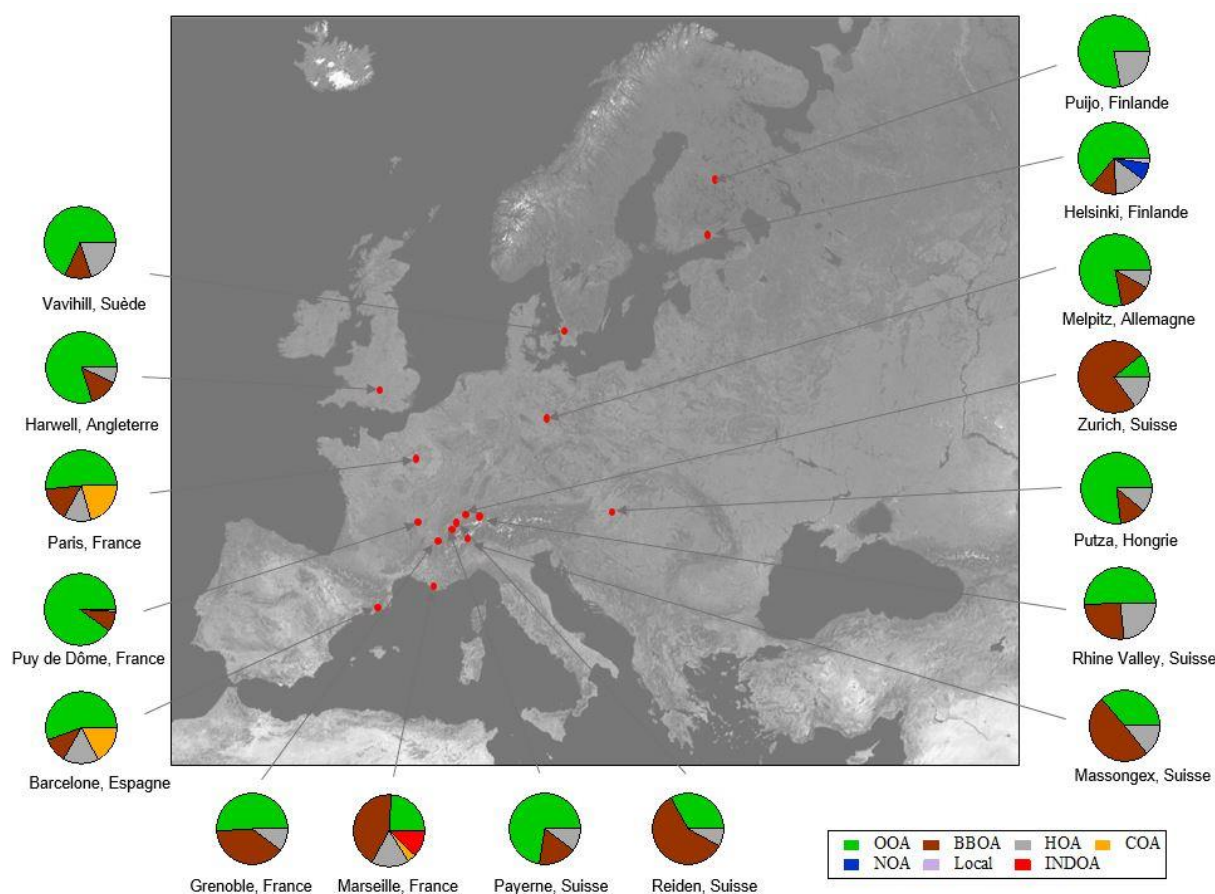 Puijo, Finlande
Helsinki, Finlande
Vavihill, Suède
Melpitz, Allemagne
Harwell, Angleterre
Zurich, Suisse
Paris, France
Putza, Hongrie
Puy de Dôme, France
Rhine Valley, Suisse
Barcelone, Espagne
Massongex, Suisse
Grenoble, France
Marseille, France
Payerne, Suisse
Reiden, Suisse
OOA BBOA HOA COA
NOA Local INDOA